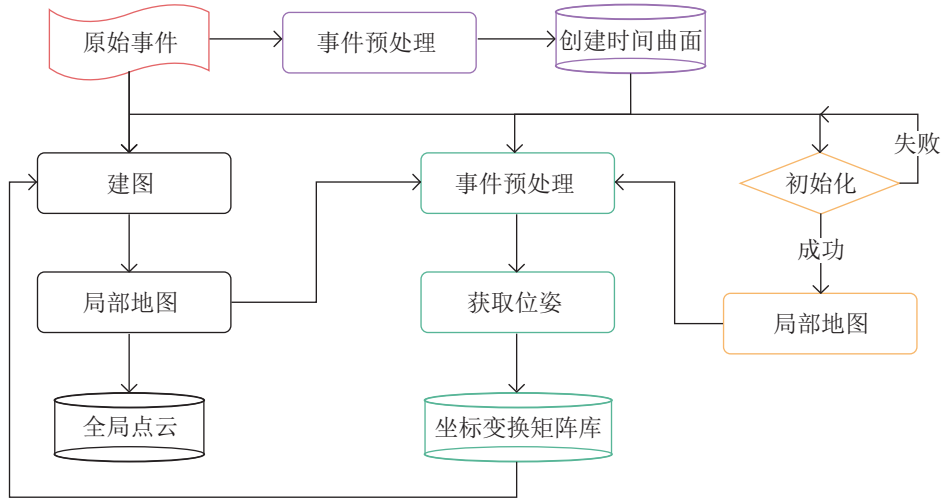 原始事件
事件预处理
创建时间曲面
失败
建图
事件预处理
初始化
成功
局部地图
获取位姿
局部地图
全局点云
坐标变换矩阵库